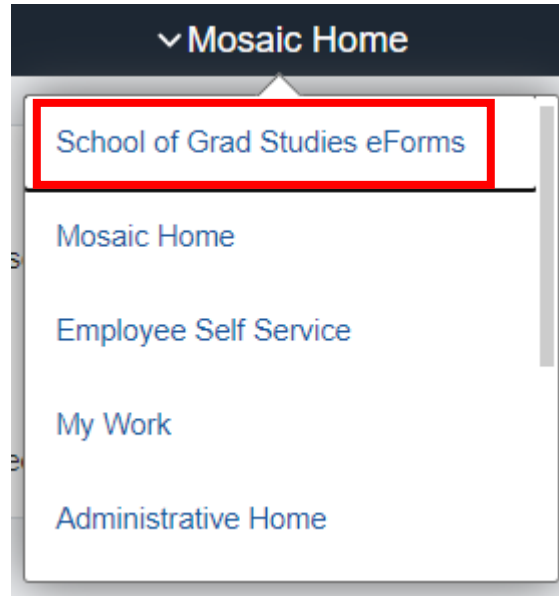 Mosaic Home
School of Grad Studies eForms
Mosaic Home
Employee Self Service
My Work
Administrative Home